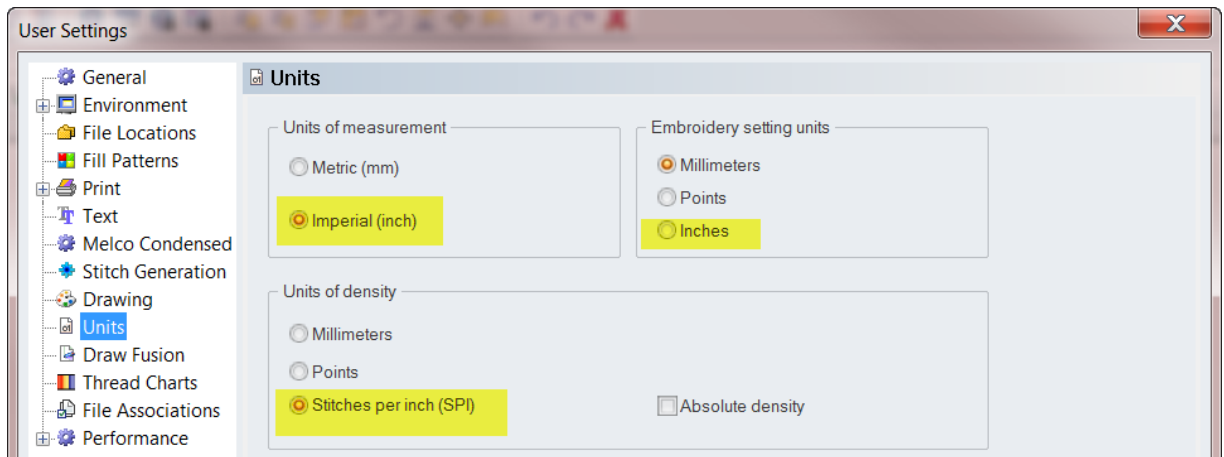 User Settings
General
Environment
File Locations
Fill Patterns
Print
Text
Melco Condensed
Stitch Generation
Drawing
Units
Draw Fusion
Thread Charts
File Associations
Performance
Units
Units of measurement
Metric (mm)
Imperial (inch)
Embroidery setting units
Millimeters
Points
Inches
Units of density
Millimeters
Points
Stitches per inch (SPI)
Absolute density